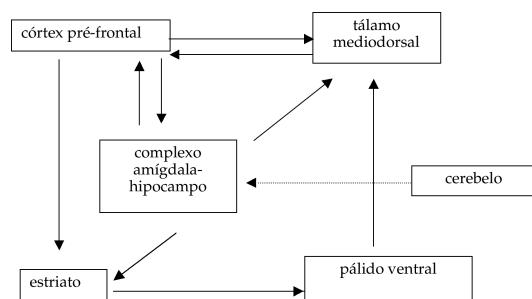 córtex pré-frontal
tálamo
mediodorsal
complexo
amígdala-
hipocampo
cerebelo
estriato
pálido ventral